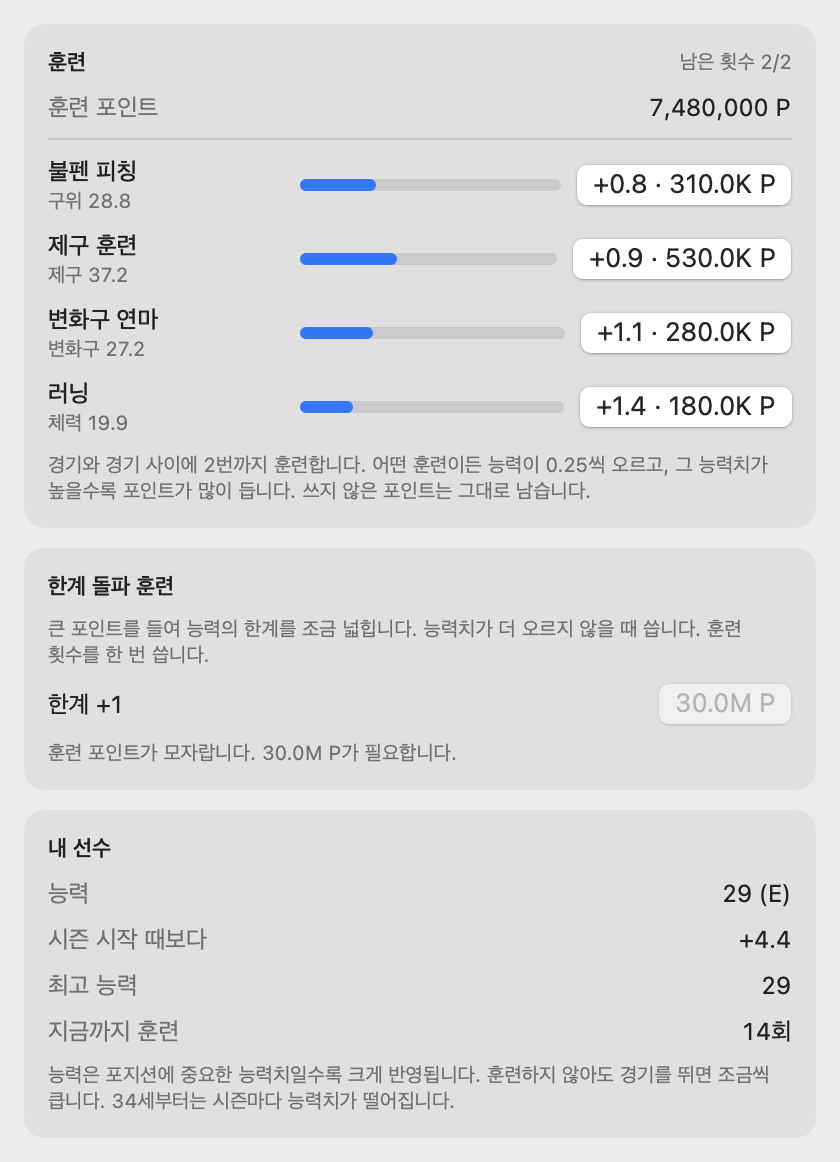 훈련 남은 횟수 2/2
훈련 포인트 7,480,000 P
불펜 피칭
구위 28.8
+0.8 · 310.0K P
제구 훈련
제구 37.2
+0.9 · 530.0K P
변화구 연마
변화구 27.2
+1.1 · 280.0K P
러닝
체력 19.9
+1.4 · 180.0K P
경기와 경기 사이에 2번까지 훈련합니다. 어떤 훈련이든 능력이 0.25씩 오르고, 그 능력치가
높을수록 포인트가 많이 듭니다. 쓰지 않은 포인트는 그대로 남습니다.
한계 돌파 훈련
큰 포인트를 들여 능력의 한계를 조금 넓힙니다. 능력치가 더 오르지 않을 때 씁니다. 훈련
횟수를 한 번 씁니다.
한계 +1 30.0M P
훈련 포인트가 모자랍니다. 30.0M P가 필요합니다.
내 선수
능력 29 (E)
시즌 시작 때보다 +4.4
최고 능력 29
지금까지 훈련 14회
능력은 포지션에 중요한 능력치일수록 크게 반영됩니다. 훈련하지 않아도 경기를 뛰면 조금씩
큽니다. 34세부터는 시즌마다 능력치가 떨어집니다.